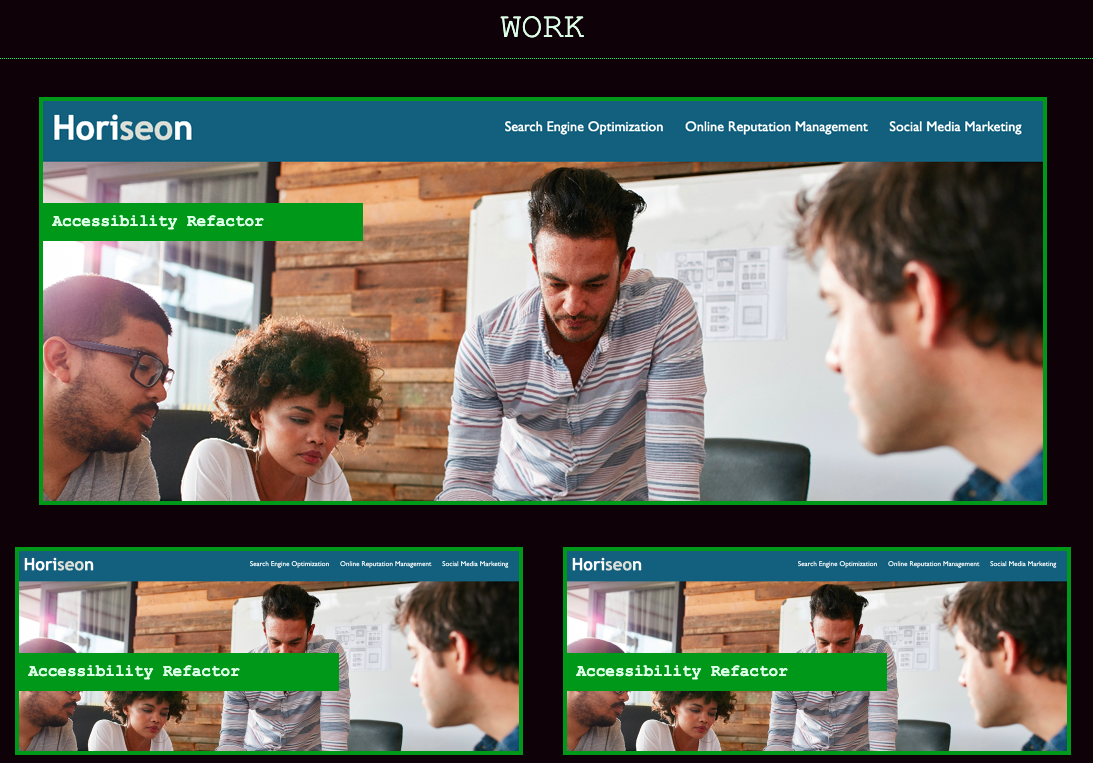 WORK
Horiseon
Search Engine Optimization Online Reputation Management Social Media Marketing
Accessibility Refactor
Horiseon
Search Engine Optimization Online Reputation Management Social Media Marketing
Accessibility Refactor
Horiseon
Search Engine Optimization Online Reputation Management Social Media Marketing
Accessibility Refactor